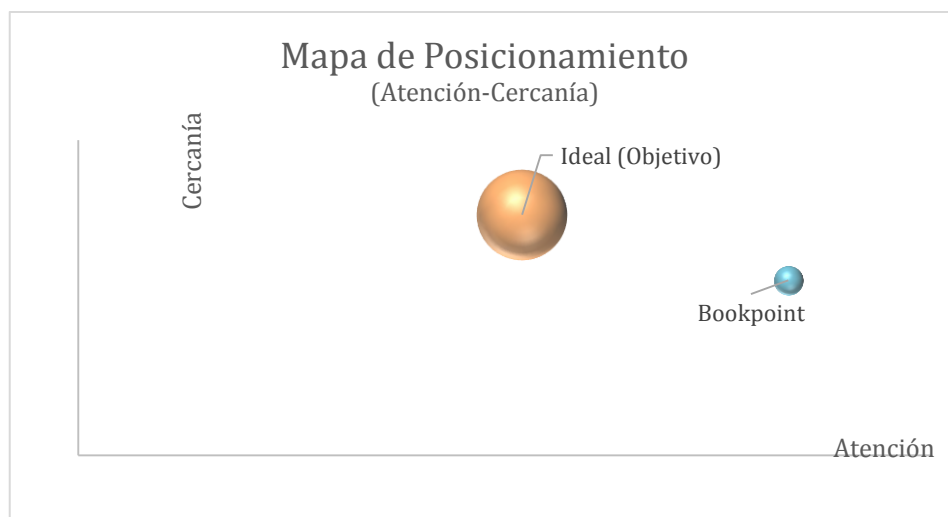 Mapa de Posicionamiento
(Atención-Cercanía)
Cercanía
Ideal (Objetivo)
Bookpoint
Atención